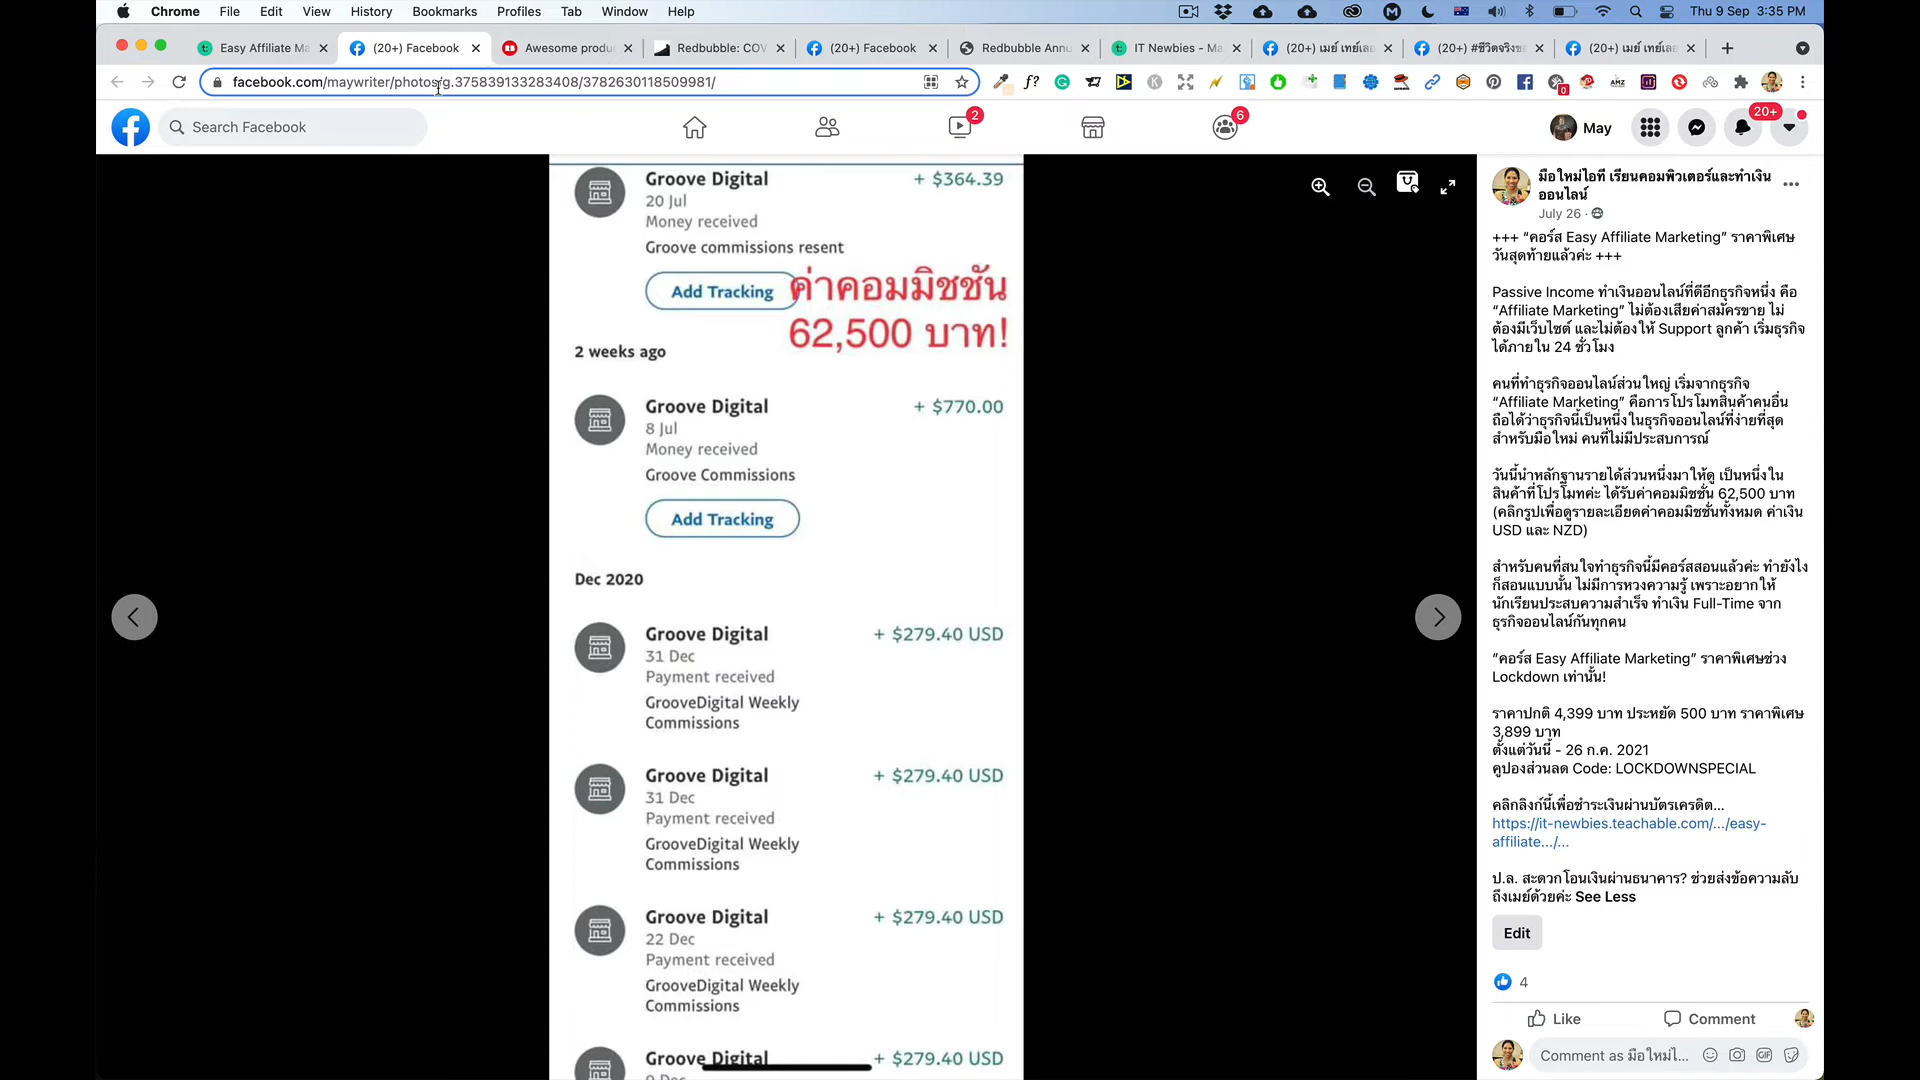 Chrome File Edit View History Bookmarks Profiles Tab Window Help
Thu 9 Sep 3:35 PM
Easy Affiliate Ma
(20+) Facebook
Awesome produ
Redbubble: COV
(20+) Facebook
Redbubble Annu
IT Newbies - Ma
(20+) เมย์ เทย์เลอ
(20+) #ชีวิตจริงขอ
(20+) เมย์ เทย์เลอ
facebook.com/maywriter/photos/g.375839133283408/3782630118509981/
Search Facebook
2
6
May
20+
Groove Digital
+ $364.39
20 Jul
Money received
Groove commissions resent
Add Tracking
ค่าคอมมิชชัน
62,500 บาท!
2 weeks ago
Groove Digital
+ $770.00
8 Jul
Money received
Groove Commissions
Add Tracking
Dec 2020
Groove Digital
+ $279.40 USD
31 Dec
Payment received
GrooveDigital Weekly
Commissions
Groove Digital
+ $279.40 USD
31 Dec
Payment received
GrooveDigital Weekly
Commissions
Groove Digital
+ $279.40 USD
22 Dec
Payment received
GrooveDigital Weekly
Commissions
Groove Digital
+ $279.40 USD
มือใหม่ไอที เรียนคอมพิวเตอร์และทำเงิน
ออนไลน์
July 26
+++ “คอร์ส Easy Affiliate Marketing” ราคาพิเศษ
วันสุดท้ายแล้วค่ะ +++
Passive Income ทำเงินออนไลน์ที่ดีอีกธุรกิจหนึ่ง คือ
“Affiliate Marketing” ไม่ต้องเสียค่าสมัครขาย ไม่
ต้องมีเว็บไซต์ และไม่ต้องให้ Support ลูกค้า เริ่มธุรกิจ
ได้ภายใน 24 ชั่วโมง
คนที่ทำธุรกิจออนไลน์ส่วนใหญ่ เริ่มจากธุรกิจ
“Affiliate Marketing” คือการโปรโมทสินค้าคนอื่น
ถือได้ว่าธุรกิจนี้เป็นหนึ่งในธุรกิจออนไลน์ที่ง่ายที่สุด
สำหรับมือใหม่ คนที่ไม่มีประสบการณ์
วันนี้นำหลักฐานรายได้ส่วนหนึ่งมาให้ดู เป็นหนึ่งใน
สินค้าที่โปรโมทค่ะ ได้รับค่าคอมมิชชั่น 62,500 บาท
(คลิกรูปเพื่อดูรายละเอียดค่าคอมมิชชั่นทั้งหมด ค่าเงิน
USD และ NZD)
สำหรับคนที่สนใจทำธุรกิจนี้มีคอร์สสอนแล้วค่ะ ทำยังไง
ก็สอนแบบนั้น ไม่มีการหวงความรู้ เพราะอยากให้
นักเรียนประสบความสำเร็จ ทำเงิน Full-Time จาก
ธุรกิจออนไลน์กันทุกคน
”คอร์ส Easy Affiliate Marketing” ราคาพิเศษช่วง
Lockdown เท่านั้น!
ราคาปกติ 4,399 บาท ประหยัด 500 บาท ราคาพิเศษ
3,899 บาท
ตั้งแต่วันนี้ - 26 ก.ค. 2021
คูปองส่วนลด Code: LOCKDOWNSPECIAL
คลิกลิงก์นี้เพื่อชำระเงินผ่านบัตรเครดิต...
https://it-newbies.teachable.com/.../easy-
affiliate.../...
ป.ล. สะดวกโอนเงินผ่านธนาคาร? ช่วยส่งข้อความลับ
ถึงเมย์ด้วยค่ะ See Less
Edit
4
Like
Comment
Comment as มือใหม่ไ...